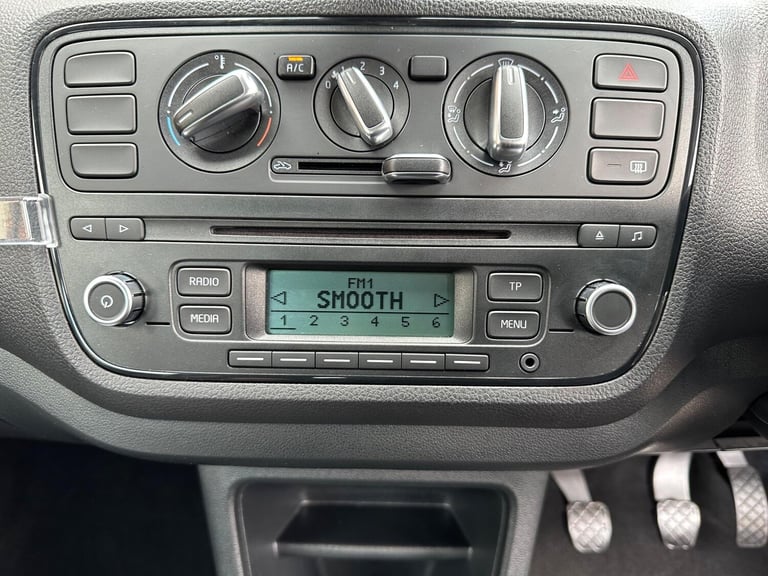 A/C
0 1 2 3 4
RADIO
MEDIA
FM1
SMOOTH
1 2 3 4 5 6
TP
MENU